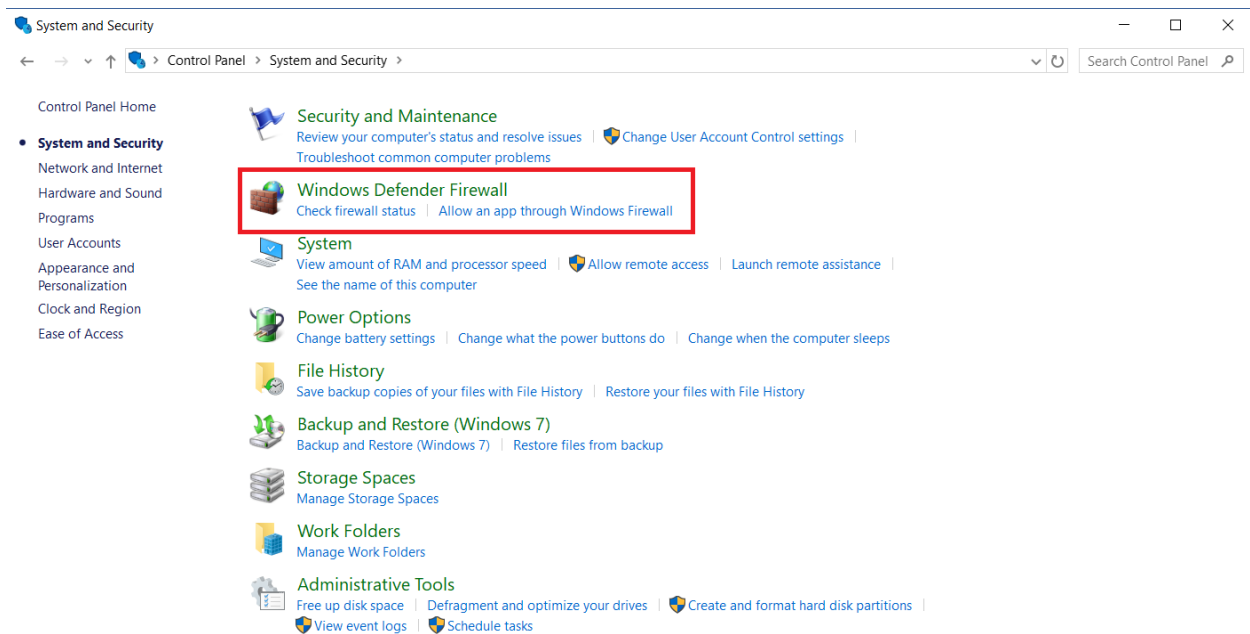 System and Security
Control Panel > System and Security >
Search Control Panel
Control Panel Home
System and Security
Network and Internet
Hardware and Sound
Programs
User Accounts
Appearance and
Personalization
Clock and Region
Ease of Access
Security and Maintenance
Review your computer's status and resolve issues
Change User Account Control settings
Troubleshoot common computer problems
Windows Defender Firewall
Check firewall status
Allow an app through Windows Firewall
System
View amount of RAM and processor speed
Allow remote access
Launch remote assistance
See the name of this computer
Power Options
Change battery settings
Change what the power buttons do
Change when the computer sleeps
File History
Save backup copies of your files with File History
Restore your files with File History
Backup and Restore (Windows 7)
Backup and Restore (Windows 7)
Restore files from backup
Storage Spaces
Manage Storage Spaces
Work Folders
Manage Work Folders
Administrative Tools
Free up disk space
Defragment and optimize your drives
Create and format hard disk partitions
View event logs
Schedule tasks